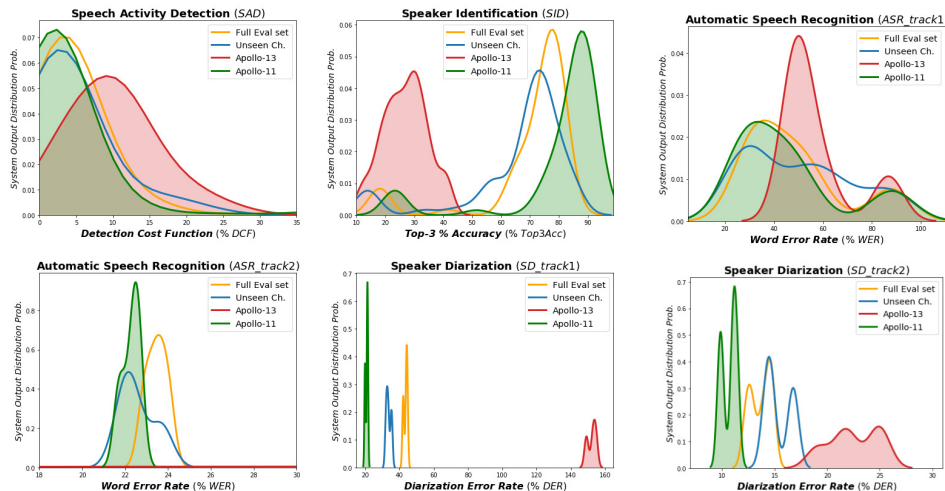 Speech Activity Detection (SAD)
System Output Distribution Prob.
0.07
0.06
0.05
0.04
0.03
0.02
0.01
0.00
Full Eval set
Unseen Ch.
Apollo-13
Apollo-11
0 5 10 15 20 25 30 35
Detection Cost Function (% DCF)
Speaker Identification (SID)
System Output Distribution Prob.
0.06
0.05
0.04
0.03
0.02
0.01
0.00
Full Eval set
Unseen Ch.
Apollo-13
Apollo-11
10 20 30 40 50 60 70 80 90
Top-3 % Accuracy (% Top3Acc)
Automatic Speech Recognition (ASR_track1
System Output Distribution Prob.
0.04
0.03
0.02
0.01
0.00
Full Eval set
Unseen Ch.
Apollo-13
Apollo-11
20 40 60 80 100
Word Error Rate (% WER)
Automatic Speech Recognition (ASR_track2)
System Output Distribution Prob.
0.8
0.6
0.4
0.2
0.0
Full Eval set
Unseen Ch.
Apollo-13
Apollo-11
18 20 22 24 26 28 30
Word Error Rate (% WER)
Speaker Diarization (SD_track1)
System Output Distribution Prob.
0.7
0.6
0.5
0.4
0.3
0.2
0.1
0.0
Full Eval set
Unseen Ch.
Apollo-13
Apollo-11
20 40 60 80 100 120 140 160
Diarization Error Rate (% DER)
Speaker Diarization (SD_track2)
System Output Distribution Prob.
0.7
0.6
0.5
0.4
0.3
0.2
0.1
0.0
Full Eval set
Unseen Ch.
Apollo-13
Apollo-11
10 15 20 25 30
Diarization Error Rate (% DER)